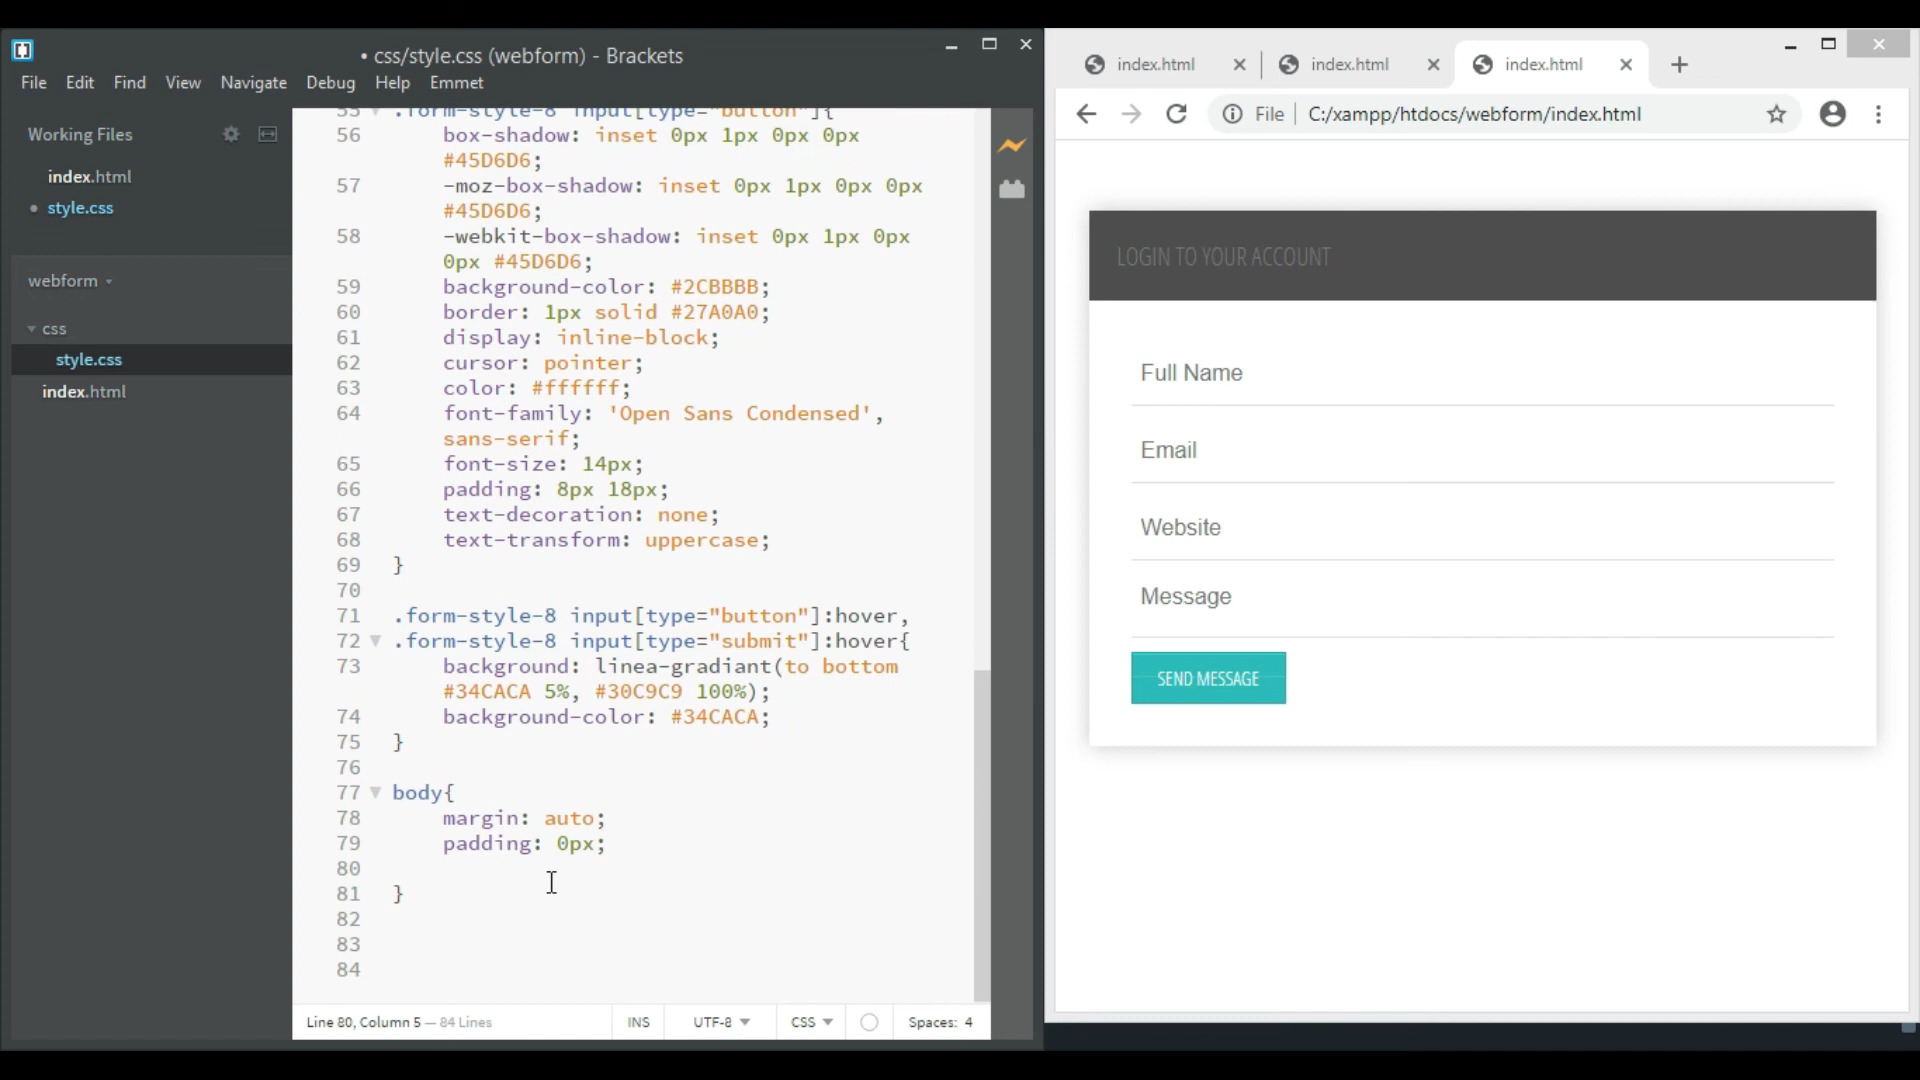 • css/style.css (webform) - Brackets
File Edit Find View Navigate Debug Help Emmet
Working Files
index.html
• style.css
webform
css
style.css
index.html
55 .form-style-8 input[type="button"]{
56 box-shadow: inset 0px 1px 0px 0px
#45D6D6;
57 -moz-box-shadow: inset 0px 1px 0px 0px
#45D6D6;
58 -webkit-box-shadow: inset 0px 1px 0px
0px #45D6D6;
59 background-color: #2CBBBB;
60 border: 1px solid #27A0A0;
61 display: inline-block;
62 cursor: pointer;
63 color: #ffffff;
64 font-family: 'Open Sans Condensed',
sans-serif;
65 font-size: 14px;
66 padding: 8px 18px;
67 text-decoration: none;
68 text-transform: uppercase;
69 }
70
71 .form-style-8 input[type="button"]:hover,
72 .form-style-8 input[type="submit"]:hover{
73 background: linea-gradiant(to bottom
#34CACA 5%, #30C9C9 100%);
74 background-color: #34CACA;
75 }
76
77 body{
78 margin: auto;
79 padding: 0px;
80
81 }
82
83
84
Line 80, Column 5 — 84 Lines INS UTF-8 CSS Spaces: 4
index.html index.html index.html
File C:/xampp/htdocs/webform/index.html
LOGIN TO YOUR ACCOUNT
Full Name
Email
Website
Message
SEND MESSAGE